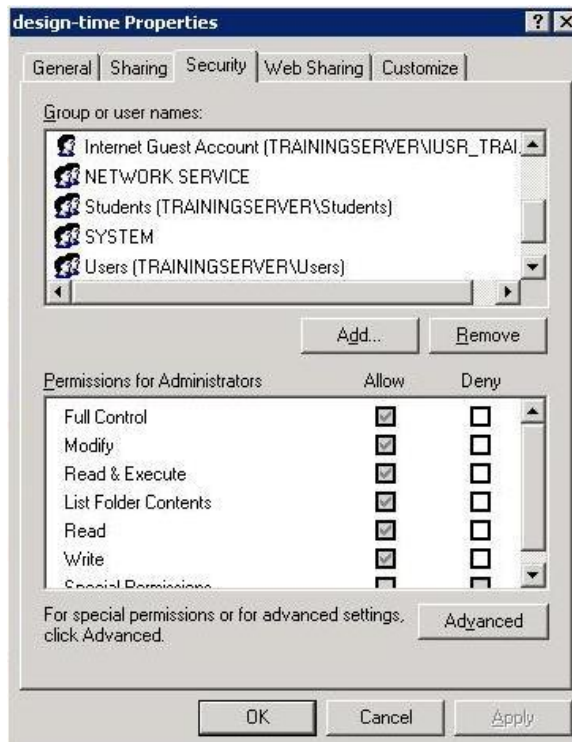 design-time Properties
General Sharing Security Web Sharing Customize
Group or user names:
Internet Guest Account (TRAININGSERVER\IUSR_TRAI...
NETWORK SERVICE
Students (TRAININGSERVER\Students)
SYSTEM
Users (TRAININGSERVER\Users)
Add... Remove
Permissions for Administrators Allow Deny
Full Control
Modify
Read & Execute
List Folder Contents
Read
Write
Special Permissions
For special permissions or for advanced settings, click Advanced.
Advanced
OK Cancel Apply